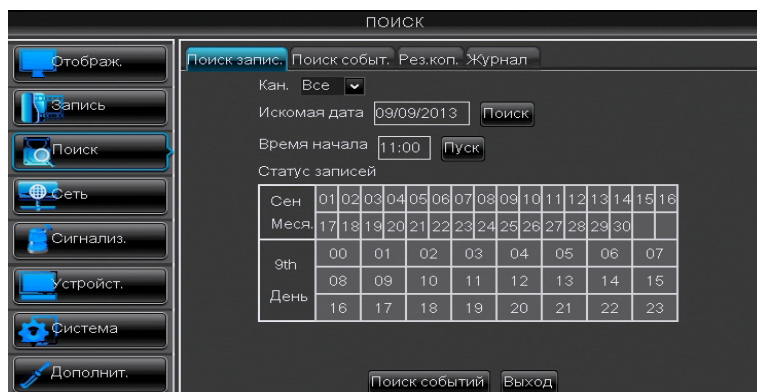 ПОИСК
Отображ.
Запись
Поиск
Сеть
Сигнализ.
Устройст.
Система
Дополнит.
Поиск запис. Поиск событ. Рез.коп. Журнал
Кан. Все
Искомая дата 09/09/2013 Поиск
Время начала 11:00 Пуск
Статус записей
Сен 01 02 03 04 05 06 07 08 09 10 11 12 13 14 15 16
Меся. 17 18 19 20 21 22 23 24 25 26 27 28 29 30
9th 00 01 02 03 04 05 06 07
08 09 10 11 12 13 14 15
День 16 17 18 19 20 21 22 23
Поиск событий Выход